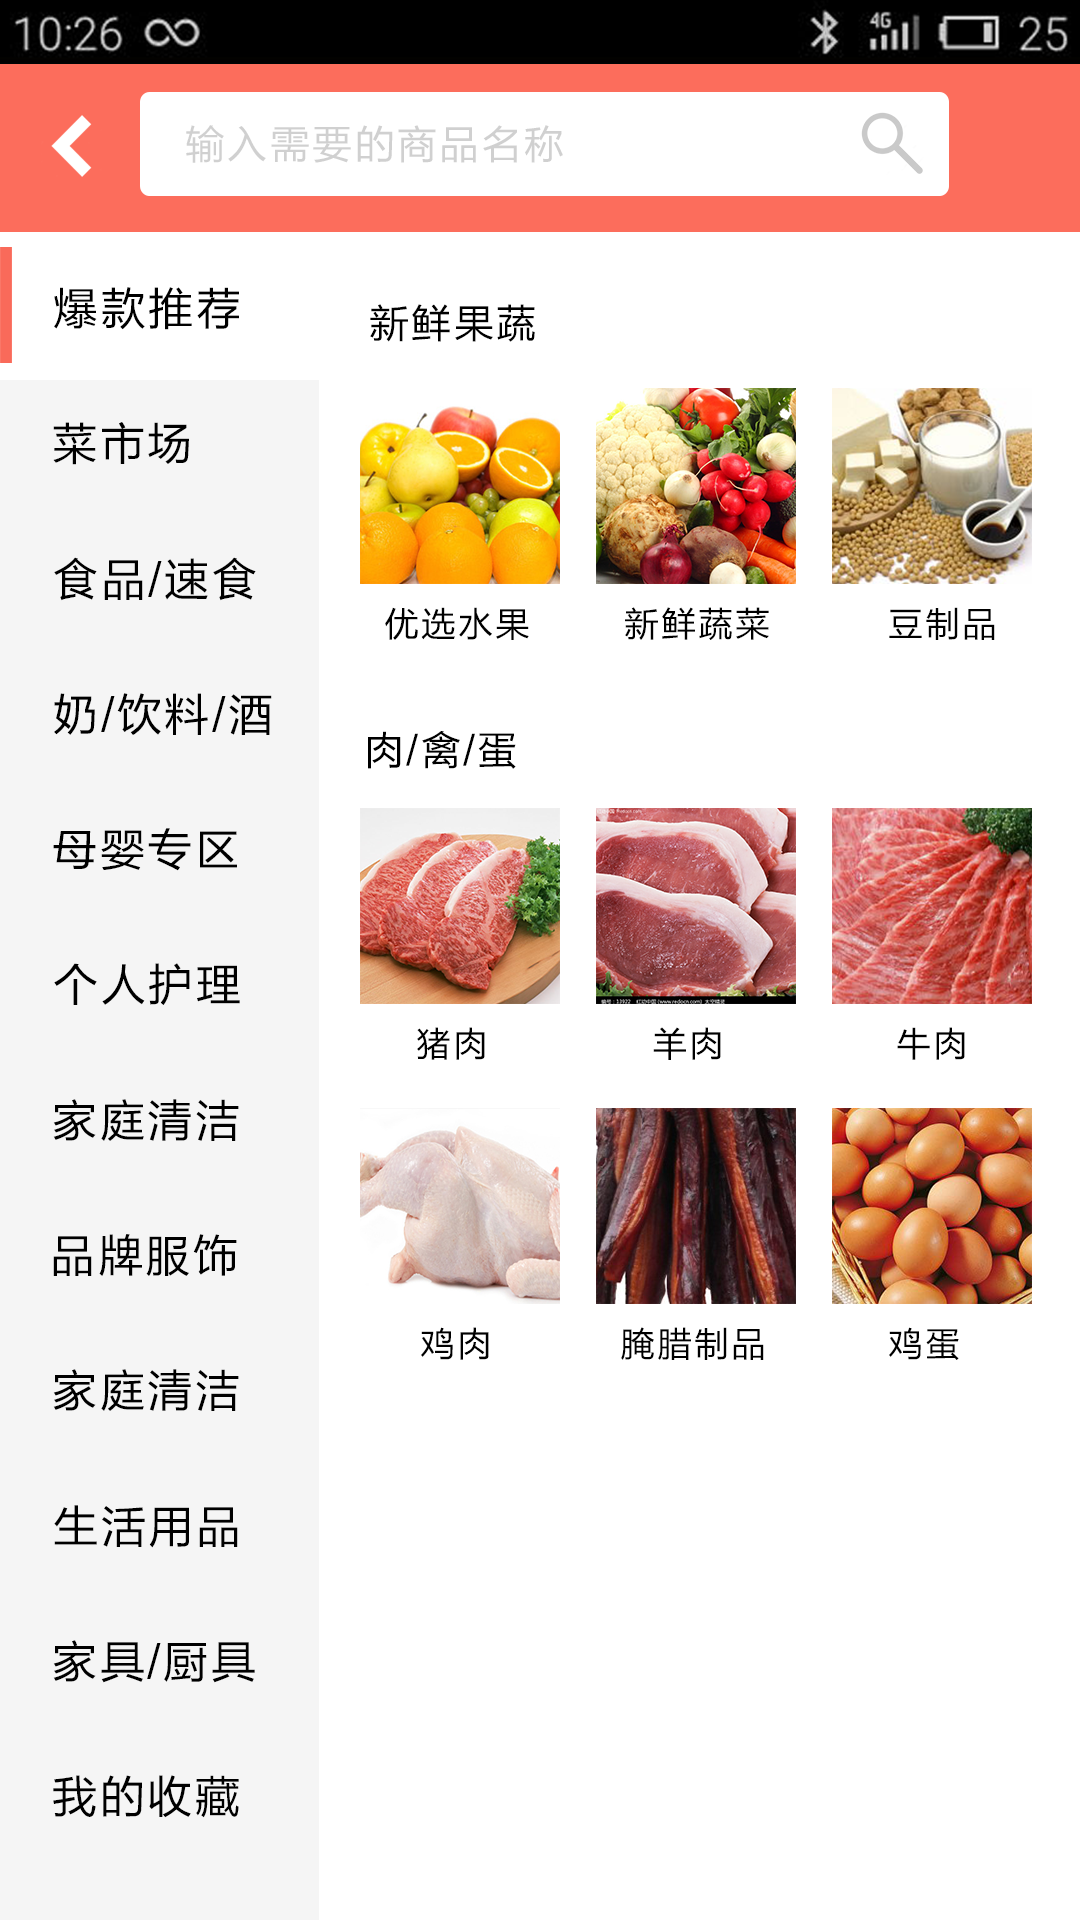 10:26 4G 25
输入需要的商品名称
爆款推荐
菜市场
食品/速食
奶/饮料/酒
母婴专区
个人护理
家庭清洁
品牌服饰
家庭清洁
生活用品
家具/厨具
我的收藏
新鲜果蔬
优选水果 新鲜蔬菜 豆制品
肉/禽/蛋
猪肉 羊肉 牛肉
鸡肉 腌腊制品 鸡蛋